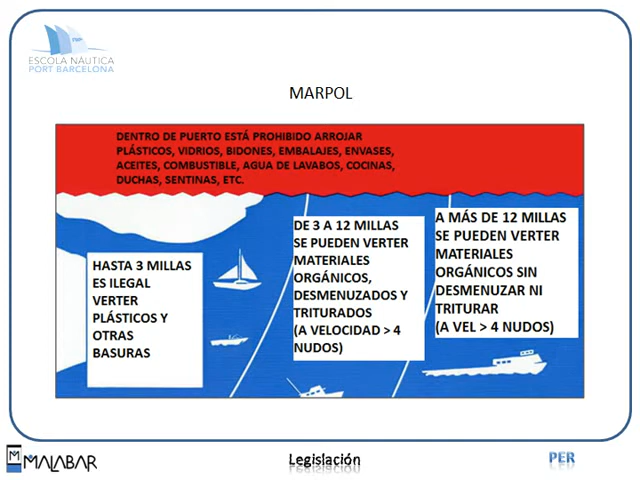 ESCOLA NÀUTICA
PORT BARCELONA
MARPOL
DENTRO DE PUERTO ESTÁ PROHIBIDO ARROJAR
PLÁSTICOS, VIDRIOS, BIDONES, EMBALAJES, ENVASES,
ACEITES, COMBUSTIBLE, AGUA DE LAVABOS, COCINAS,
DUCHAS, SENTINAS, ETC.
HASTA 3 MILLAS
ES ILEGAL
VERTER
PLÁSTICOS Y
OTRAS
BASURAS
DE 3 A 12 MILLAS
SE PUEDEN VERTER
MATERIALES
ORGÁNICOS,
DESMENUZADOS Y
TRITURADOS
(A VELOCIDAD > 4
NUDOS)
A MÁS DE 12 MILLAS
SE PUEDEN VERTER
MATERIALES
ORGÁNICOS SIN
DESMENUZAR NI
TRITURAR
(A VEL > 4 NUDOS)
MALABAR
Legislación
PER